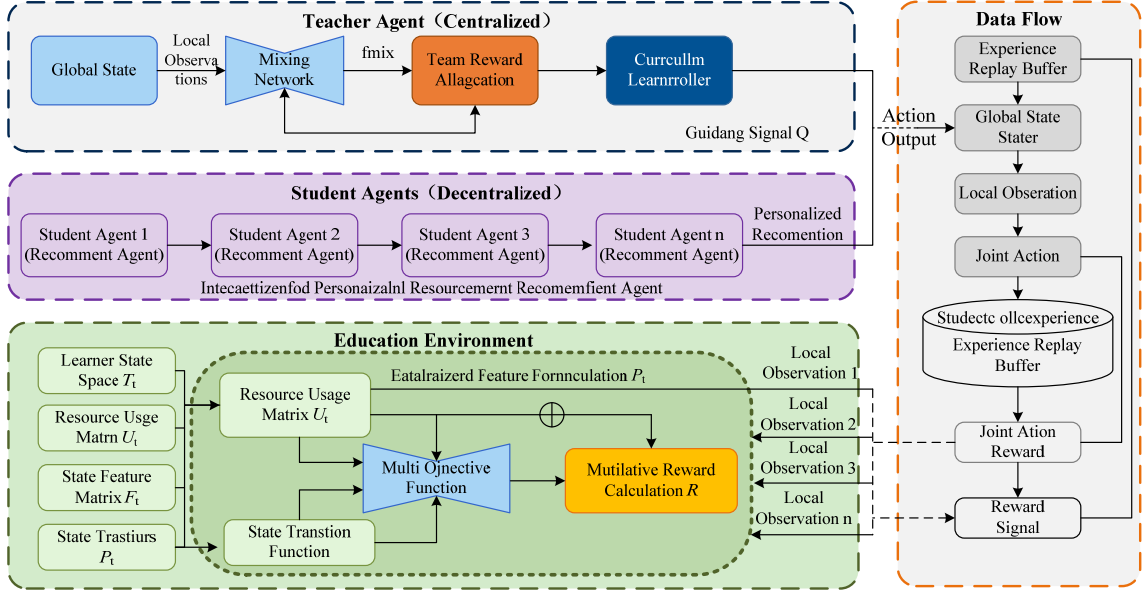 Teacher Agent（Centralized）
Global State
Local
Observa
tions
Mixing
Network
fmix
Team Reward
Allagcation
Currcullm
Learnrroller
Guidang Signal Q
Action
Output
Student Agents（Decentralized）
Student Agent 1
(Recomment Agent)
Student Agent 2
(Recomment Agent)
Student Agent 3
(Recomment Agent)
Student Agent n
(Recomment Agent)
Personalized
Recomention
Intecaettizenfod Personaizalnl Resourcemernt Recomemfient Agent
Education Environment
Learner State
Space Tt
Resource Usge
Matrn Ut
State Feature
Matrix Ft
State Trastiurs
Pt
Resource Usage
Matrix Ut
Eatalraizerd Feature Fornnculation Pt
Multi Ojnective
Function
Mutilative Reward
Calculation R
State Transtion
Function
Local
Observation 1
Local
Observation 2
Local
Observation 3
Local
Observation n
Data Flow
Experience
Replay Buffer
Global State
Stater
Local Obseration
Joint Action
Studectc ollcexperience
Experience Replay
Buffer
Joint Ation
Reward
Reward
Signal